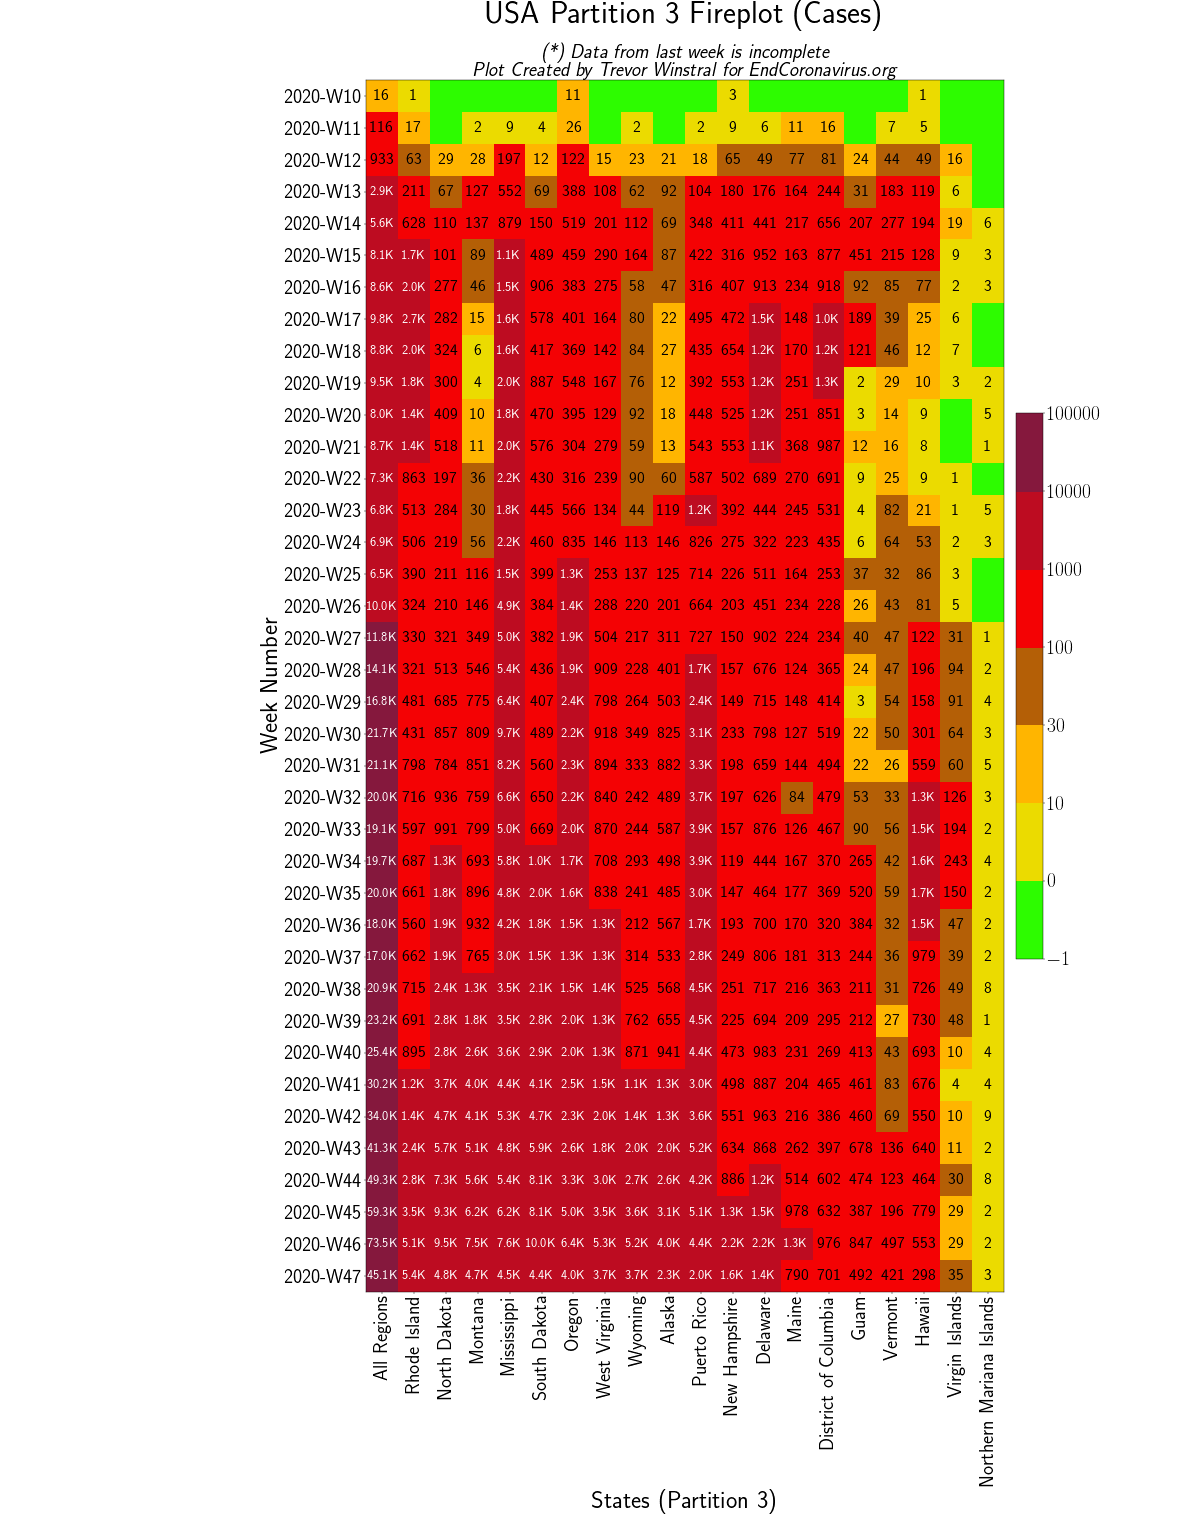 USA Partition 3 Fireplot (Cases)
(*) Data from last week is incomplete
Plot Created by Trevor Winstral for EndCoronavirus.org
2020-W10 16 1 11 3 1
2020-W11 116 17 2 9 4 26 2 2 9 6 11 16 7 5
2020-W12 933 63 29 28 197 12 122 15 23 21 18 65 49 77 81 24 44 49 16
2020-W13 2.9K 211 67 127 552 69 388 108 62 92 104 180 176 164 244 31 183 119 6
2020-W14 5.6K 628 110 137 879 150 519 201 112 69 348 411 441 217 656 207 277 194 19 6
2020-W15 8.1K 1.7K 101 89 1.1K 489 459 290 164 87 422 316 952 163 877 451 215 128 9 3
2020-W16 8.6K 2.0K 277 46 1.5K 906 383 275 58 47 316 407 913 234 918 92 85 77 2 3
2020-W17 9.8K 2.7K 282 15 1.6K 578 401 164 80 22 495 472 1.5K 148 1.0K 189 39 25 6
2020-W18 8.8K 2.0K 324 6 1.6K 417 369 142 84 27 435 654 1.2K 170 1.2K 121 46 12 7
2020-W19 9.5K 1.8K 300 4 2.0K 887 548 167 76 12 392 553 1.2K 251 1.3K 2 29 10 3 2
2020-W20 8.0K 1.4K 409 10 1.8K 470 395 129 92 18 448 525 1.2K 251 851 3 14 9 5
2020-W21 8.7K 1.4K 518 11 2.0K 576 304 279 59 13 543 553 1.1K 368 987 12 16 8 1
2020-W22 7.3K 863 197 36 2.2K 430 316 239 90 60 587 502 689 270 691 9 25 9 1
2020-W23 6.8K 513 284 30 1.8K 445 566 134 44 119 1.2K 392 444 245 531 4 82 21 1 5
2020-W24 6.9K 506 219 56 2.2K 460 835 146 113 146 826 275 322 223 435 6 64 53 2 3
2020-W25 6.5K 390 211 116 1.5K 399 1.3K 253 137 125 714 226 511 164 253 37 32 86 3
2020-W26 10.0K 324 210 146 4.9K 384 1.4K 288 220 201 664 203 451 234 228 26 43 81 5
2020-W27 11.8K 330 321 349 5.0K 382 1.9K 504 217 311 727 150 902 224 234 40 47 122 31 1
2020-W28 14.1K 321 513 546 5.4K 436 1.9K 909 228 401 1.7K 157 676 124 365 24 47 196 94 2
2020-W29 16.8K 481 685 775 6.4K 407 2.4K 798 264 503 2.4K 149 715 148 414 3 54 158 91 4
2020-W30 21.7K 431 857 809 9.7K 489 2.2K 918 349 825 3.1K 233 798 127 519 22 50 301 64 3
2020-W31 21.1K 798 784 851 8.2K 560 2.3K 894 333 882 3.3K 198 659 144 494 22 26 559 60 5
2020-W32 20.0K 716 936 759 6.6K 650 2.2K 840 242 489 3.7K 197 626 84 479 53 33 1.3K 126 3
2020-W33 19.1K 597 991 799 5.0K 669 2.0K 870 244 587 3.9K 157 876 126 467 90 56 1.5K 194 2
2020-W34 19.7K 687 1.3K 693 5.8K 1.0K 1.7K 708 293 498 3.9K 119 444 167 370 265 42 1.6K 243 4
2020-W35 20.0K 661 1.8K 896 4.8K 2.0K 1.6K 838 241 485 3.0K 147 464 177 369 520 59 1.7K 150 2
2020-W36 18.0K 560 1.9K 932 4.2K 1.8K 1.5K 1.3K 212 567 1.7K 193 700 170 320 384 32 1.5K 47 2
2020-W37 17.0K 662 1.9K 765 3.0K 1.5K 1.3K 1.3K 314 533 2.8K 249 806 181 313 244 36 979 39 2
2020-W38 20.9K 715 2.4K 1.3K 3.5K 2.1K 1.5K 1.4K 525 568 4.5K 251 717 216 363 211 31 726 49 8
2020-W39 23.2K 691 2.8K 1.8K 3.5K 2.8K 2.0K 1.3K 762 655 4.5K 225 694 209 295 212 27 730 48 1
2020-W40 25.4K 895 2.8K 2.6K 3.6K 2.9K 2.0K 1.3K 871 941 4.4K 473 983 231 269 413 43 693 10 4
2020-W41 30.2K 1.2K 3.7K 4.0K 4.4K 4.1K 2.5K 1.5K 1.1K 1.3K 3.0K 498 887 204 465 461 83 676 4 4
2020-W42 34.0K 1.4K 4.7K 4.1K 5.3K 4.7K 2.3K 2.0K 1.4K 1.3K 3.6K 551 963 216 386 460 69 550 10 9
2020-W43 41.3K 2.4K 5.7K 5.1K 4.8K 5.9K 2.6K 1.8K 2.0K 2.0K 5.2K 634 868 262 397 678 136 640 11 2
2020-W44 49.3K 2.8K 7.3K 5.6K 5.4K 8.1K 3.3K 3.0K 2.7K 2.6K 4.2K 886 1.2K 514 602 474 123 464 30 8
2020-W45 59.3K 3.5K 9.3K 6.2K 6.2K 8.1K 5.0K 3.5K 3.6K 3.1K 5.1K 1.3K 1.5K 978 632 387 196 779 29 2
2020-W46 73.5K 5.1K 9.5K 7.5K 7.6K 10.0K 6.4K 5.3K 5.2K 4.0K 4.4K 2.2K 2.2K 1.3K 976 847 497 553 29 2
2020-W47 45.1K 5.4K 4.8K 4.7K 4.5K 4.4K 4.0K 3.7K 3.7K 2.3K 2.0K 1.6K 1.4K 790 701 492 421 298 35 3
Week Number
All Regions
Rhode Island
North Dakota
Montana
Mississippi
South Dakota
Oregon
West Virginia
Wyoming
Alaska
Puerto Rico
New Hampshire
Delaware
Maine
District of Columbia
Guam
Vermont
Hawaii
Virgin Islands
Northern Mariana Islands
States (Partition 3)
100000
10000
1000
100
30
10
0
−1